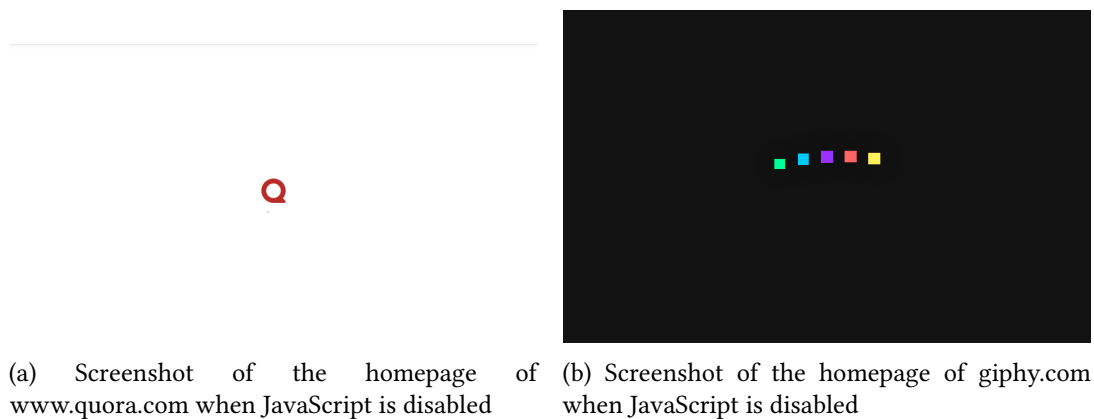 (a) Screenshot of the homepage of
www.quora.com when JavaScript is disabled
(b) Screenshot of the homepage of giphy.com
when JavaScript is disabled